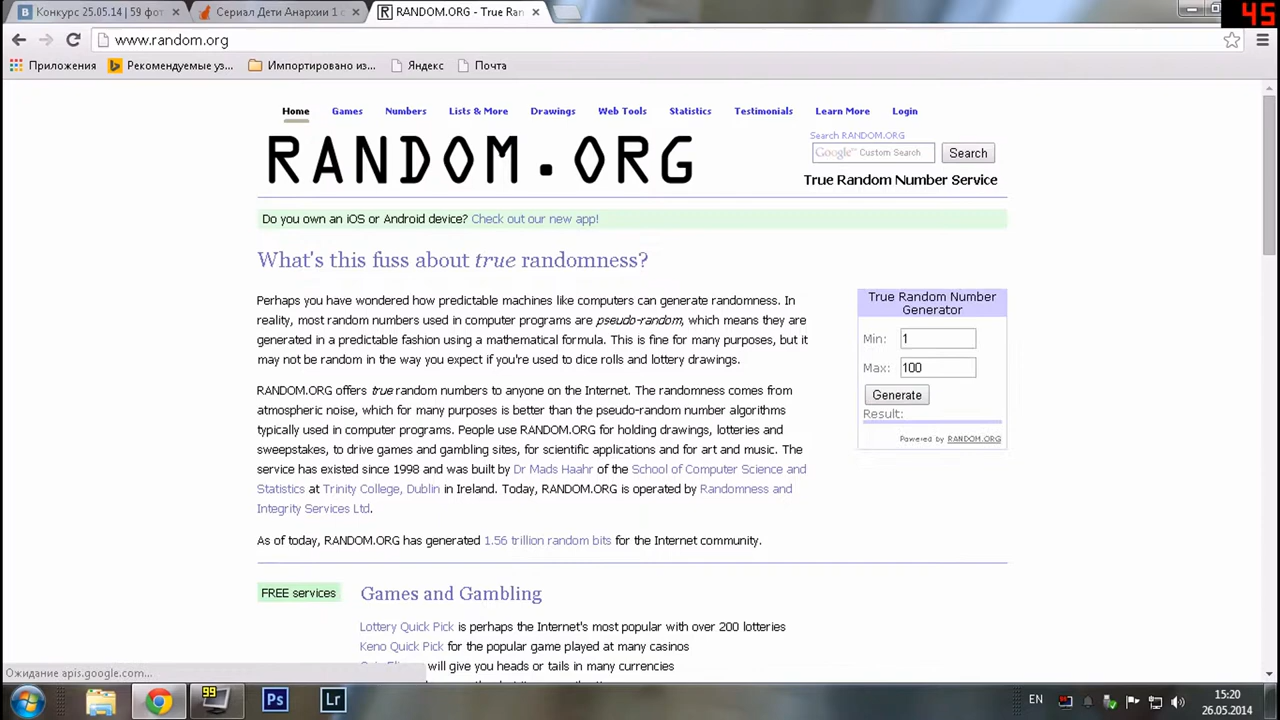 Конкурс 25.05.14 | 59 фот
Сериал Дети Анархии 1 с
RANDOM.ORG - True Ran
45
www.random.org
Приложения
Рекомендуемые уз...
Импортировано из...
Яндекс
Почта
Home Games Numbers Lists & More Drawings Web Tools Statistics Testimonials Learn More Login
RANDOM.ORG
Search RANDOM.ORG
Google™ Custom Search
Search
True Random Number Service
Do you own an iOS or Android device? Check out our new app!
What's this fuss about true randomness?
Perhaps you have wondered how predictable machines like computers can generate randomness. In
reality, most random numbers used in computer programs are pseudo-random, which means they are
generated in a predictable fashion using a mathematical formula. This is fine for many purposes, but it
may not be random in the way you expect if you're used to dice rolls and lottery drawings.
RANDOM.ORG offers true random numbers to anyone on the Internet. The randomness comes from
atmospheric noise, which for many purposes is better than the pseudo-random number algorithms
typically used in computer programs. People use RANDOM.ORG for holding drawings, lotteries and
sweepstakes, to drive games and gambling sites, for scientific applications and for art and music. The
service has existed since 1998 and was built by Dr Mads Haahr of the School of Computer Science and
Statistics at Trinity College, Dublin in Ireland. Today, RANDOM.ORG is operated by Randomness and
Integrity Services Ltd.
As of today, RANDOM.ORG has generated 1.56 trillion random bits for the Internet community.
True Random Number
Generator
Min: 1
Max: 100
Generate
Result:
Powered by RANDOM.ORG
FREE services
Games and Gambling
Lottery Quick Pick is perhaps the Internet's most popular with over 200 lotteries
Keno Quick Pick for the popular game played at many casinos
will give you heads or tails in many currencies
Ожидание apis.google.com...
99
Ps
Lr
EN
15:20
26.05.2014